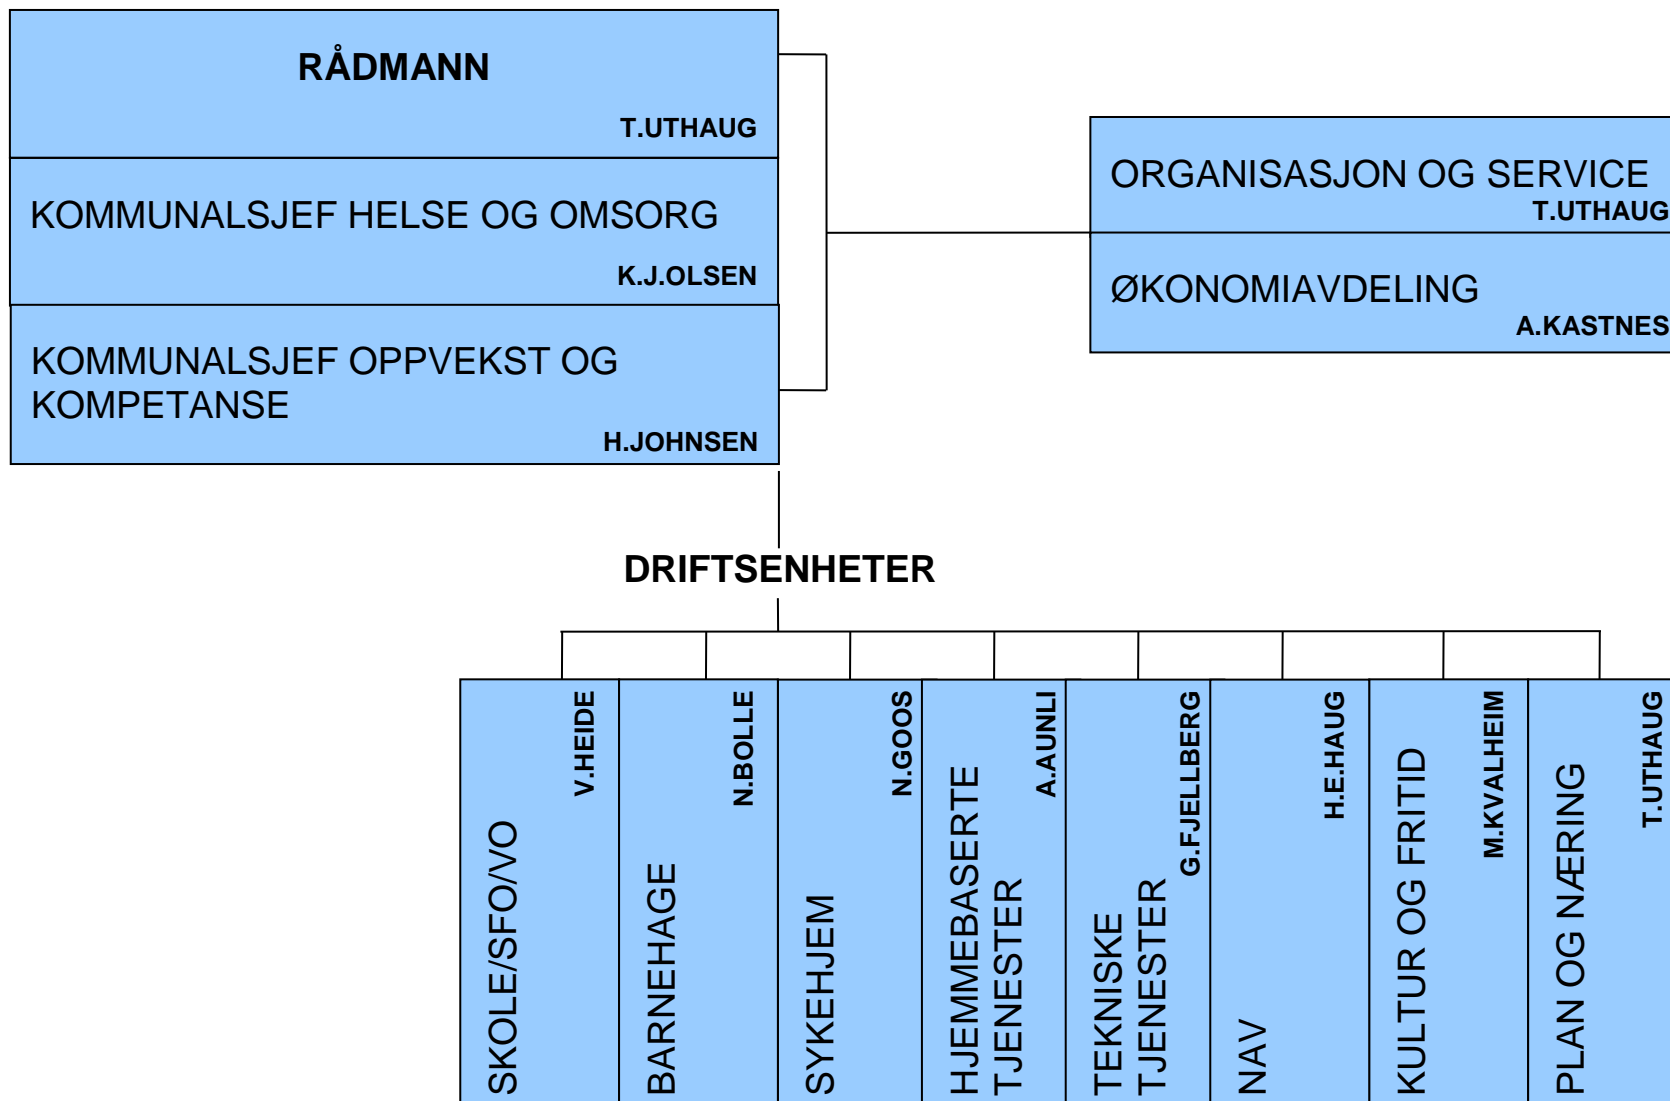 RÅDMANN
T.UTHAUG
KOMMUNALSJEF HELSE OG OMSORG
K.J.OLSEN
KOMMUNALSJEF OPPVEKST OG
KOMPETANSE
H.JOHNSEN
ORGANISASJON OG SERVICE
T.UTHAUG
ØKONOMIAVDELING
A.KASTNES
DRIFTSENHETER
SKOLE/SFO/VO
V.HEIDE
BARNEHAGE
N.BOLLE
SYKEHJEM
N.GOOS
HJEMMEBASERTE
TJENESTER
A.AUNLI
TEKNISKE
TJENESTER
G.FJELLBERG
NAV
H.E.HAUG
KULTUR OG FRITID
M.KVALHEIM
PLAN OG NÆRING
T.UTHAUG